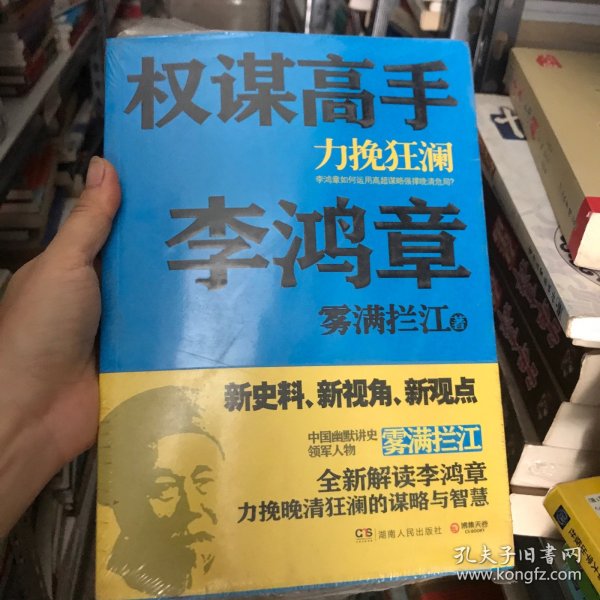 权谋高手
力挽狂澜
李鸿章如何运用高超谋略强撑晚清危局?
李鸿章
雾满拦江 著
新史料、新视角、新观点
中国幽默讲史
领军人物
雾满拦江
全新解读李鸿章
力挽晚清狂澜的谋略与智慧
湖南人民出版社
博集天卷
CS-BOOKY
孔夫子旧书网
www.kongfz.com